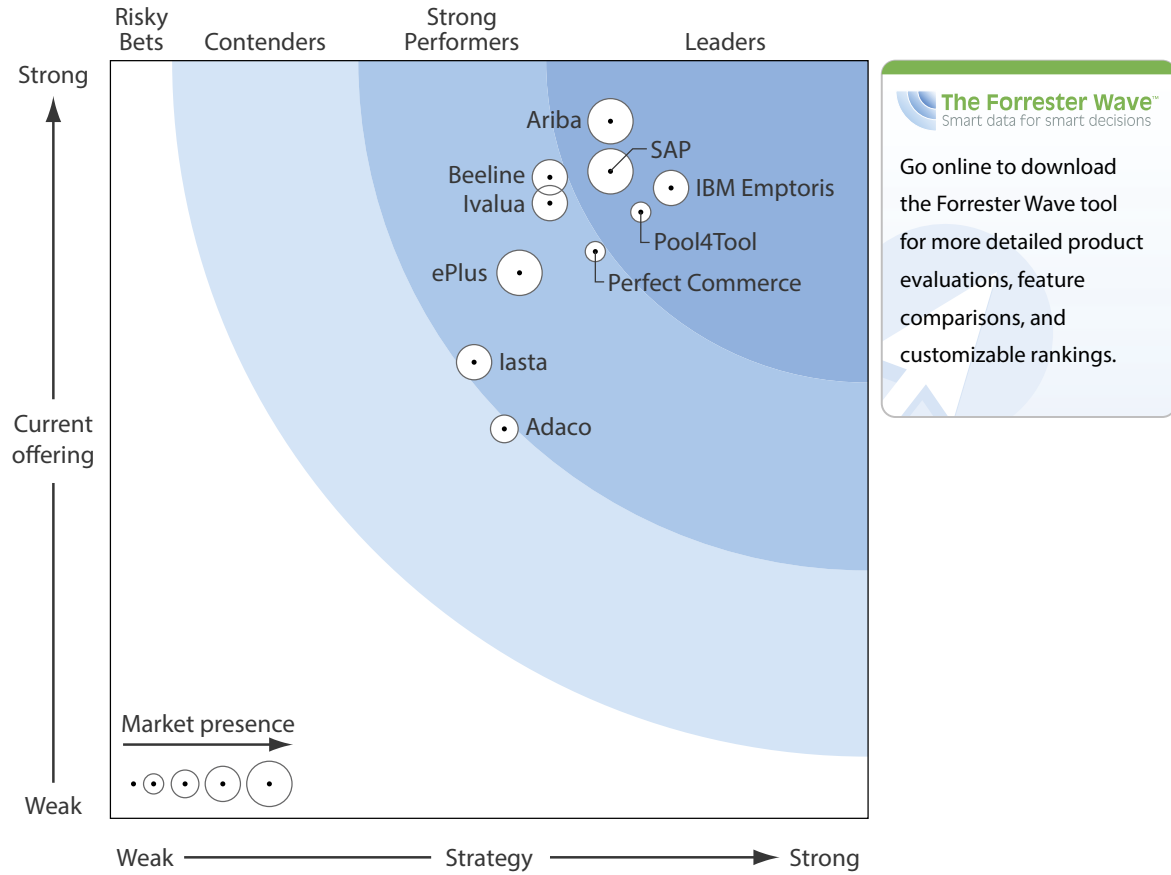 Risky
Bets
Contenders
Strong
Performers
Leaders
Strong
Current
offering
Weak
Ariba
SAP
Beeline
IBM Emptoris
Ivalua
Pool4Tool
ePlus
Perfect Commerce
Iasta
Adaco
Market presence
Weak
Strategy
Strong
The Forrester Wave™
Smart data for smart decisions
Go online to download
the Forrester Wave tool
for more detailed product
evaluations, feature
comparisons, and
customizable rankings.